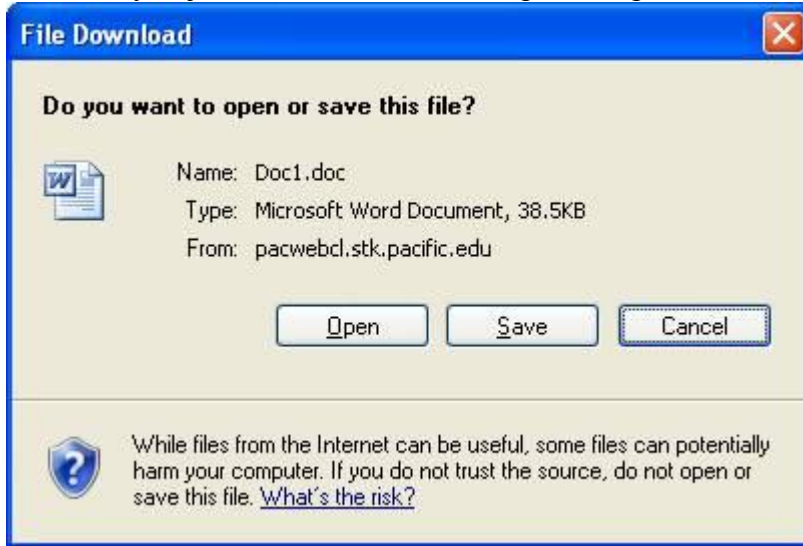 File Download
Do you want to open or save this file?
Name: Doc1.doc
Type: Microsoft Word Document, 38.5KB
From: pacwebcl.stk.pacific.edu
Open Save Cancel
While files from the Internet can be useful, some files can potentially
harm your computer. If you do not trust the source, do not open or
save this file. What's the risk?